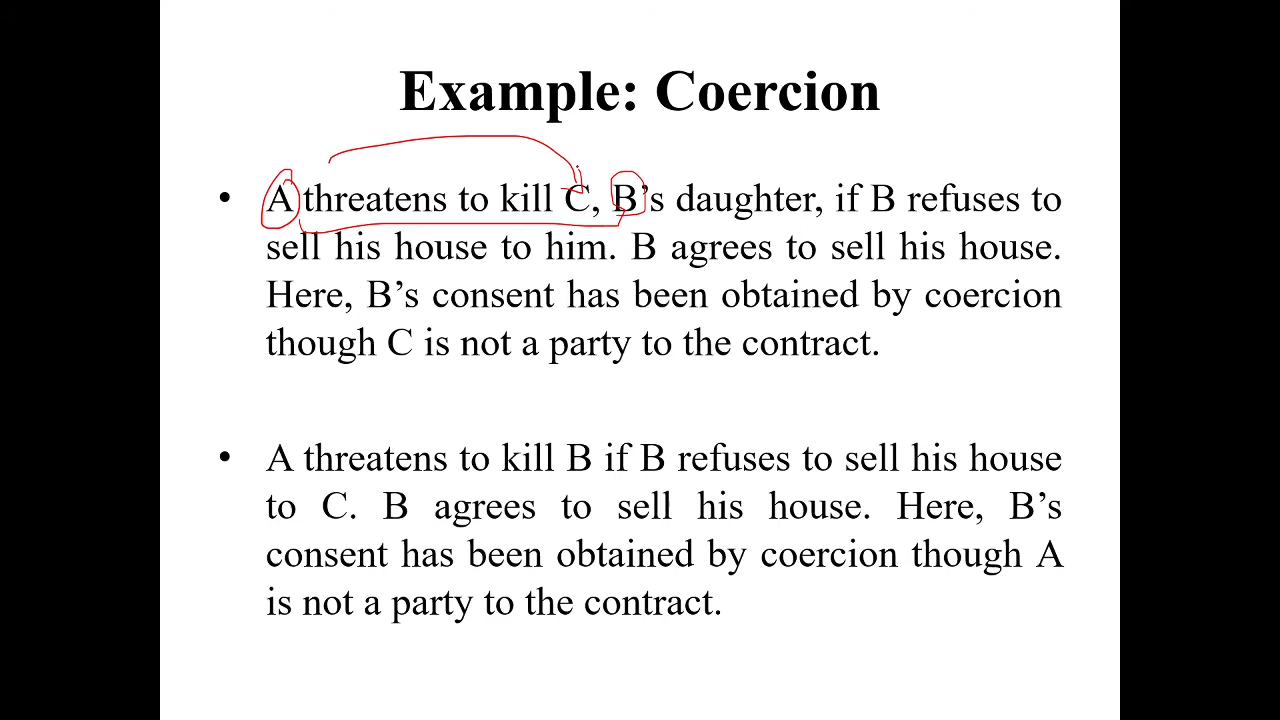 Example: Coercion
• A threatens to kill C, B’s daughter, if B refuses to
sell his house to him. B agrees to sell his house.
Here, B’s consent has been obtained by coercion
though C is not a party to the contract.
• A threatens to kill B if B refuses to sell his house
to C. B agrees to sell his house. Here, B’s
consent has been obtained by coercion though A
is not a party to the contract.